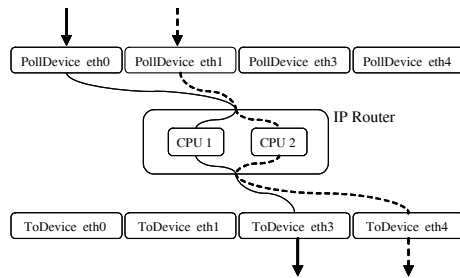 PollDevice eth0 PollDevice eth1 PollDevice eth3 PollDevice eth4
IP Router
CPU 1 CPU 2
ToDevice eth0 ToDevice eth1 ToDevice eth3 ToDevice eth4